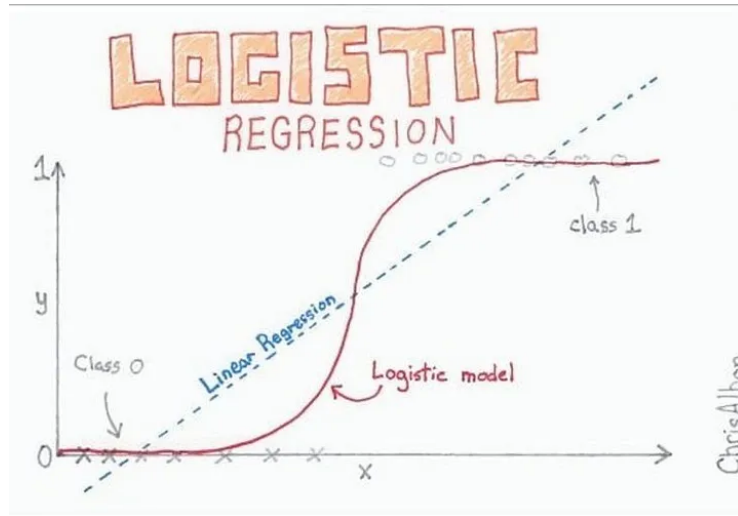 LOGISTIC
REGRESSION
1
class 1
y
Linear Regression
Class 0
Logistic model
0
x